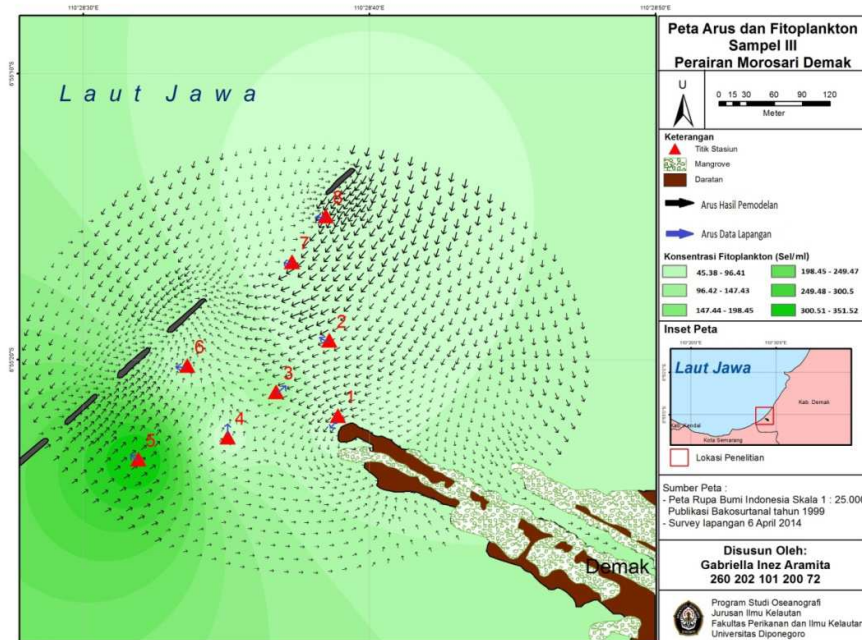 110°28'30"E
110°28'40"E
110°28'50"E
Laut Jawa
8
7
2
6
3
1
4
5
Demak
Peta Arus dan Fitoplankton
Sampel III
Perairan Morosari Demak
U
0 15 30 60 90 120
Meter
Keterangan
Titik Stasiun
Mangrove
Daratan
Arus Hasil Pemodelan
Arus Data Lapangan
Konsentrasi Fitoplankton (Sel/ml)
45.38 - 96.41
198.45 - 249.47
96.42 - 147.43
249.48 - 300.5
147.44 - 198.45
300.51 - 351.52
Inset Peta
Laut Jawa
Kab. Demak
Kab. Kendal
Kota Semarang
Lokasi Penelitian
Sumber Peta :
- Peta Rupa Bumi Indonesia Skala 1 : 25.000
Publikasi Bakosurtanal tahun 1999
- Survey lapangan 6 April 2014
Disusun Oleh:
Gabriella Inez Aramita
260 202 101 200 72
Program Studi Oseanografi
Jurusan Ilmu Kelautan
Fakultas Perikanan dan Ilmu Kelautan
Universitas Diponegoro